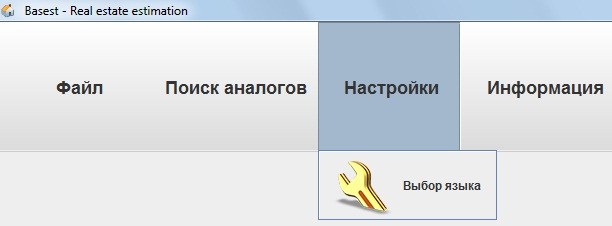 Basest - Real estate estimation
Файл Поиск аналогов Настройки Информация
Выбор языка